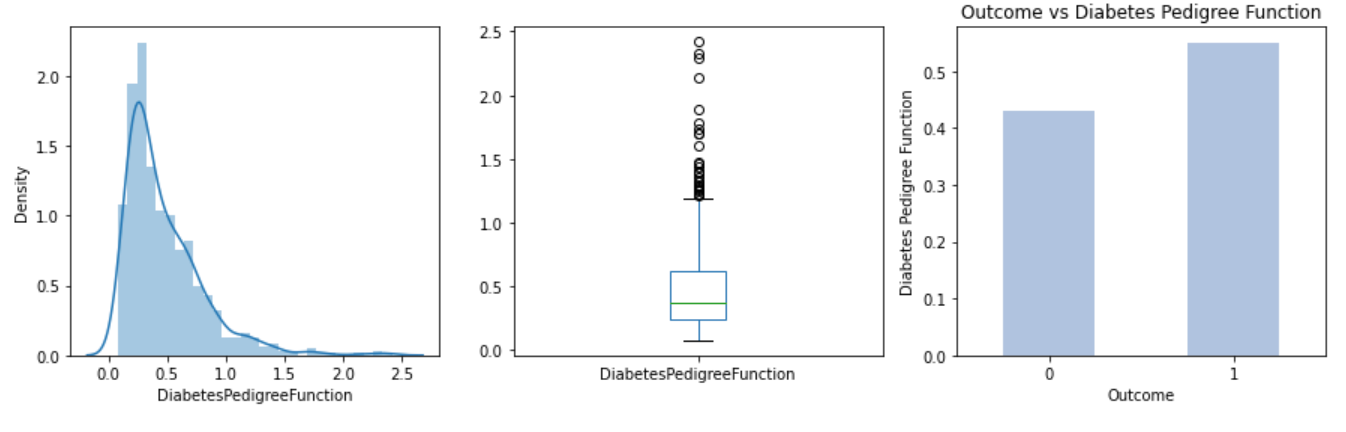 Density
2.0
1.5
1.0
0.5
0.0
0.0 0.5 1.0 1.5 2.0 2.5
DiabetesPedigreeFunction
2.5
2.0
1.5
1.0
0.5
0.0
DiabetesPedigreeFunction
Outcome vs Diabetes Pedigree Function
Diabetes Pedigree Function
0.5
0.4
0.3
0.2
0.1
0.0
0 1
Outcome